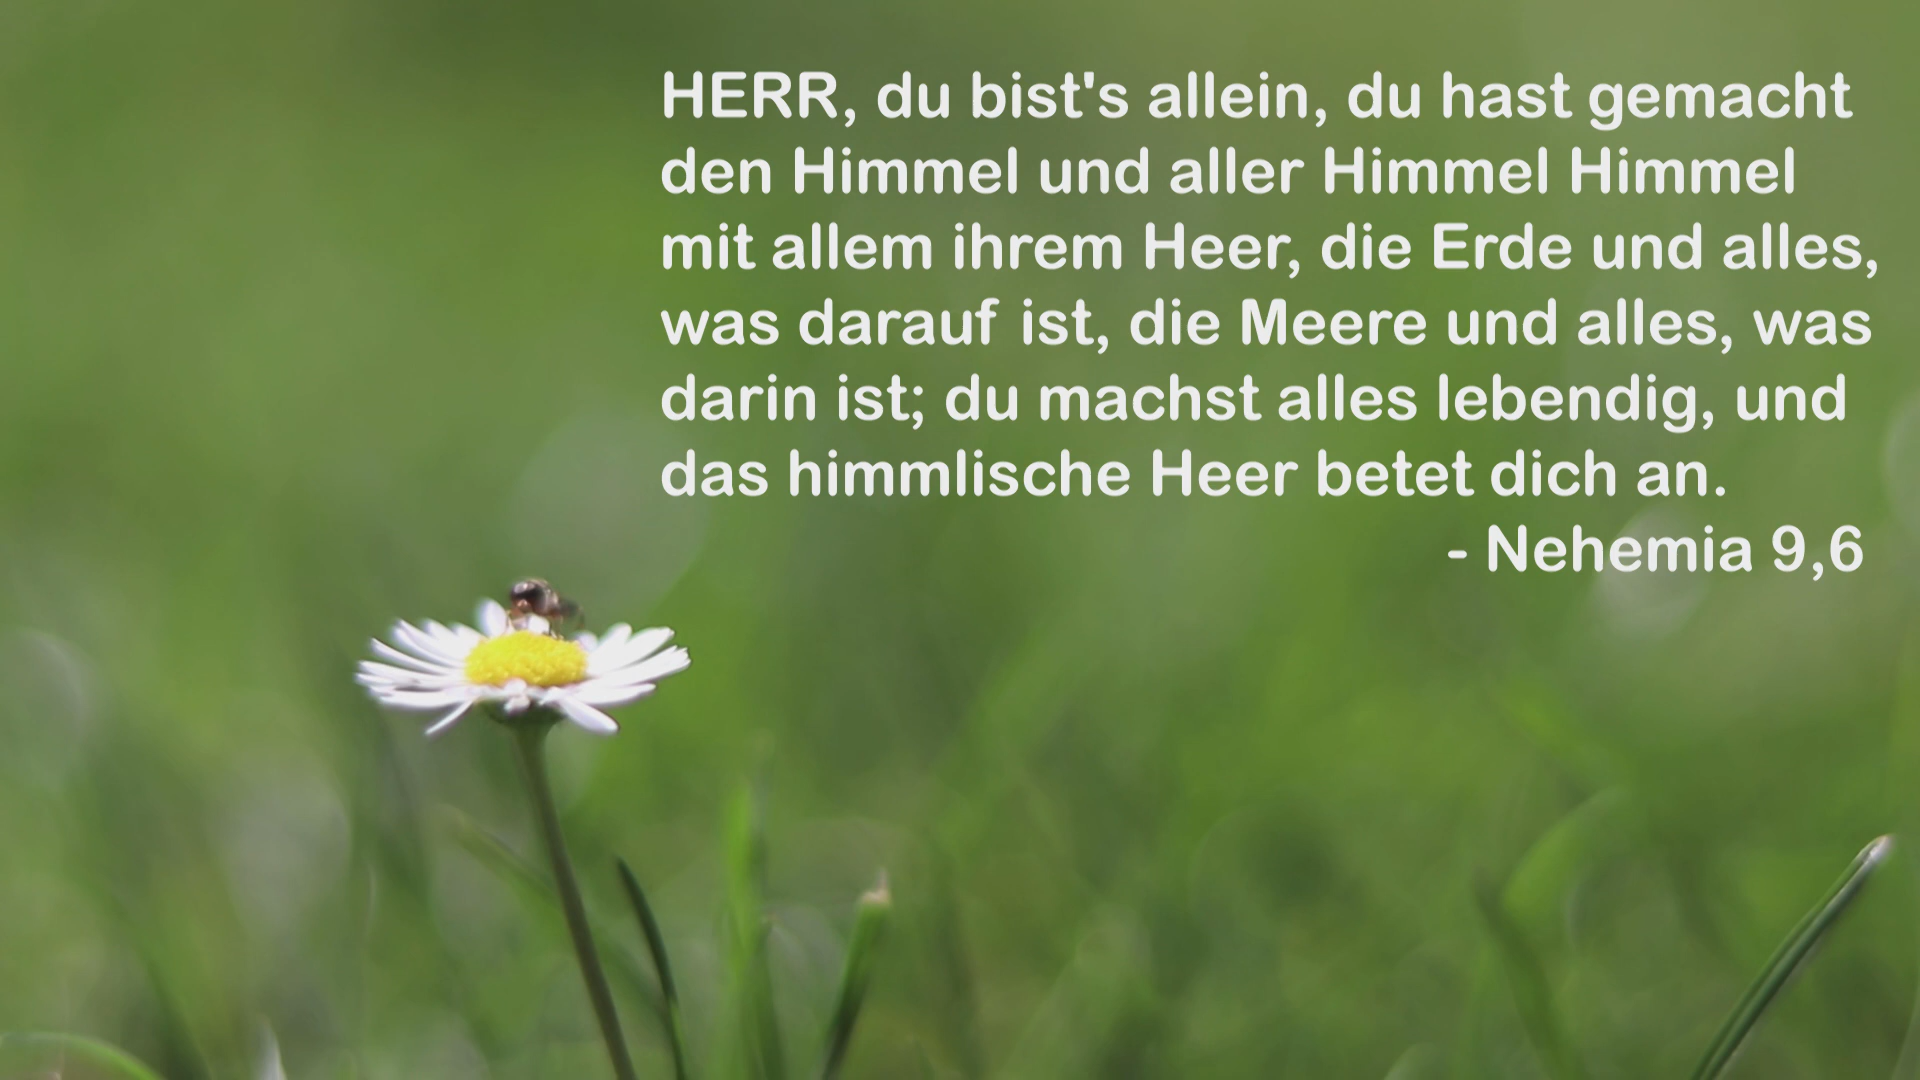 HERR, du bist's allein, du hast gemacht
den Himmel und aller Himmel Himmel
mit allem ihrem Heer, die Erde und alles,
was darauf ist, die Meere und alles, was
darin ist; du machst alles lebendig, und
das himmlische Heer betet dich an.
- Nehemia 9,6